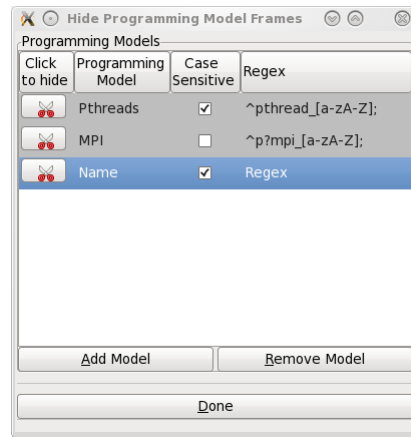 Hide Programming Model Frames
Programming Models
Click to hide
Programming Model
Case Sensitive
Regex
Pthreads
^pthread_[a-zA-Z];
MPI
^p?mpi_[a-zA-Z];
Name
Regex
Add Model
Remove Model
Done